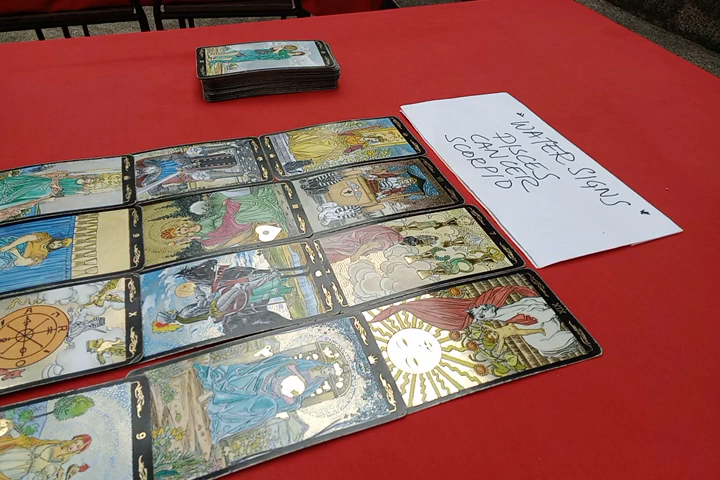 *WATER SIGNS*
PISCES
CANCER
SCORPIO
X